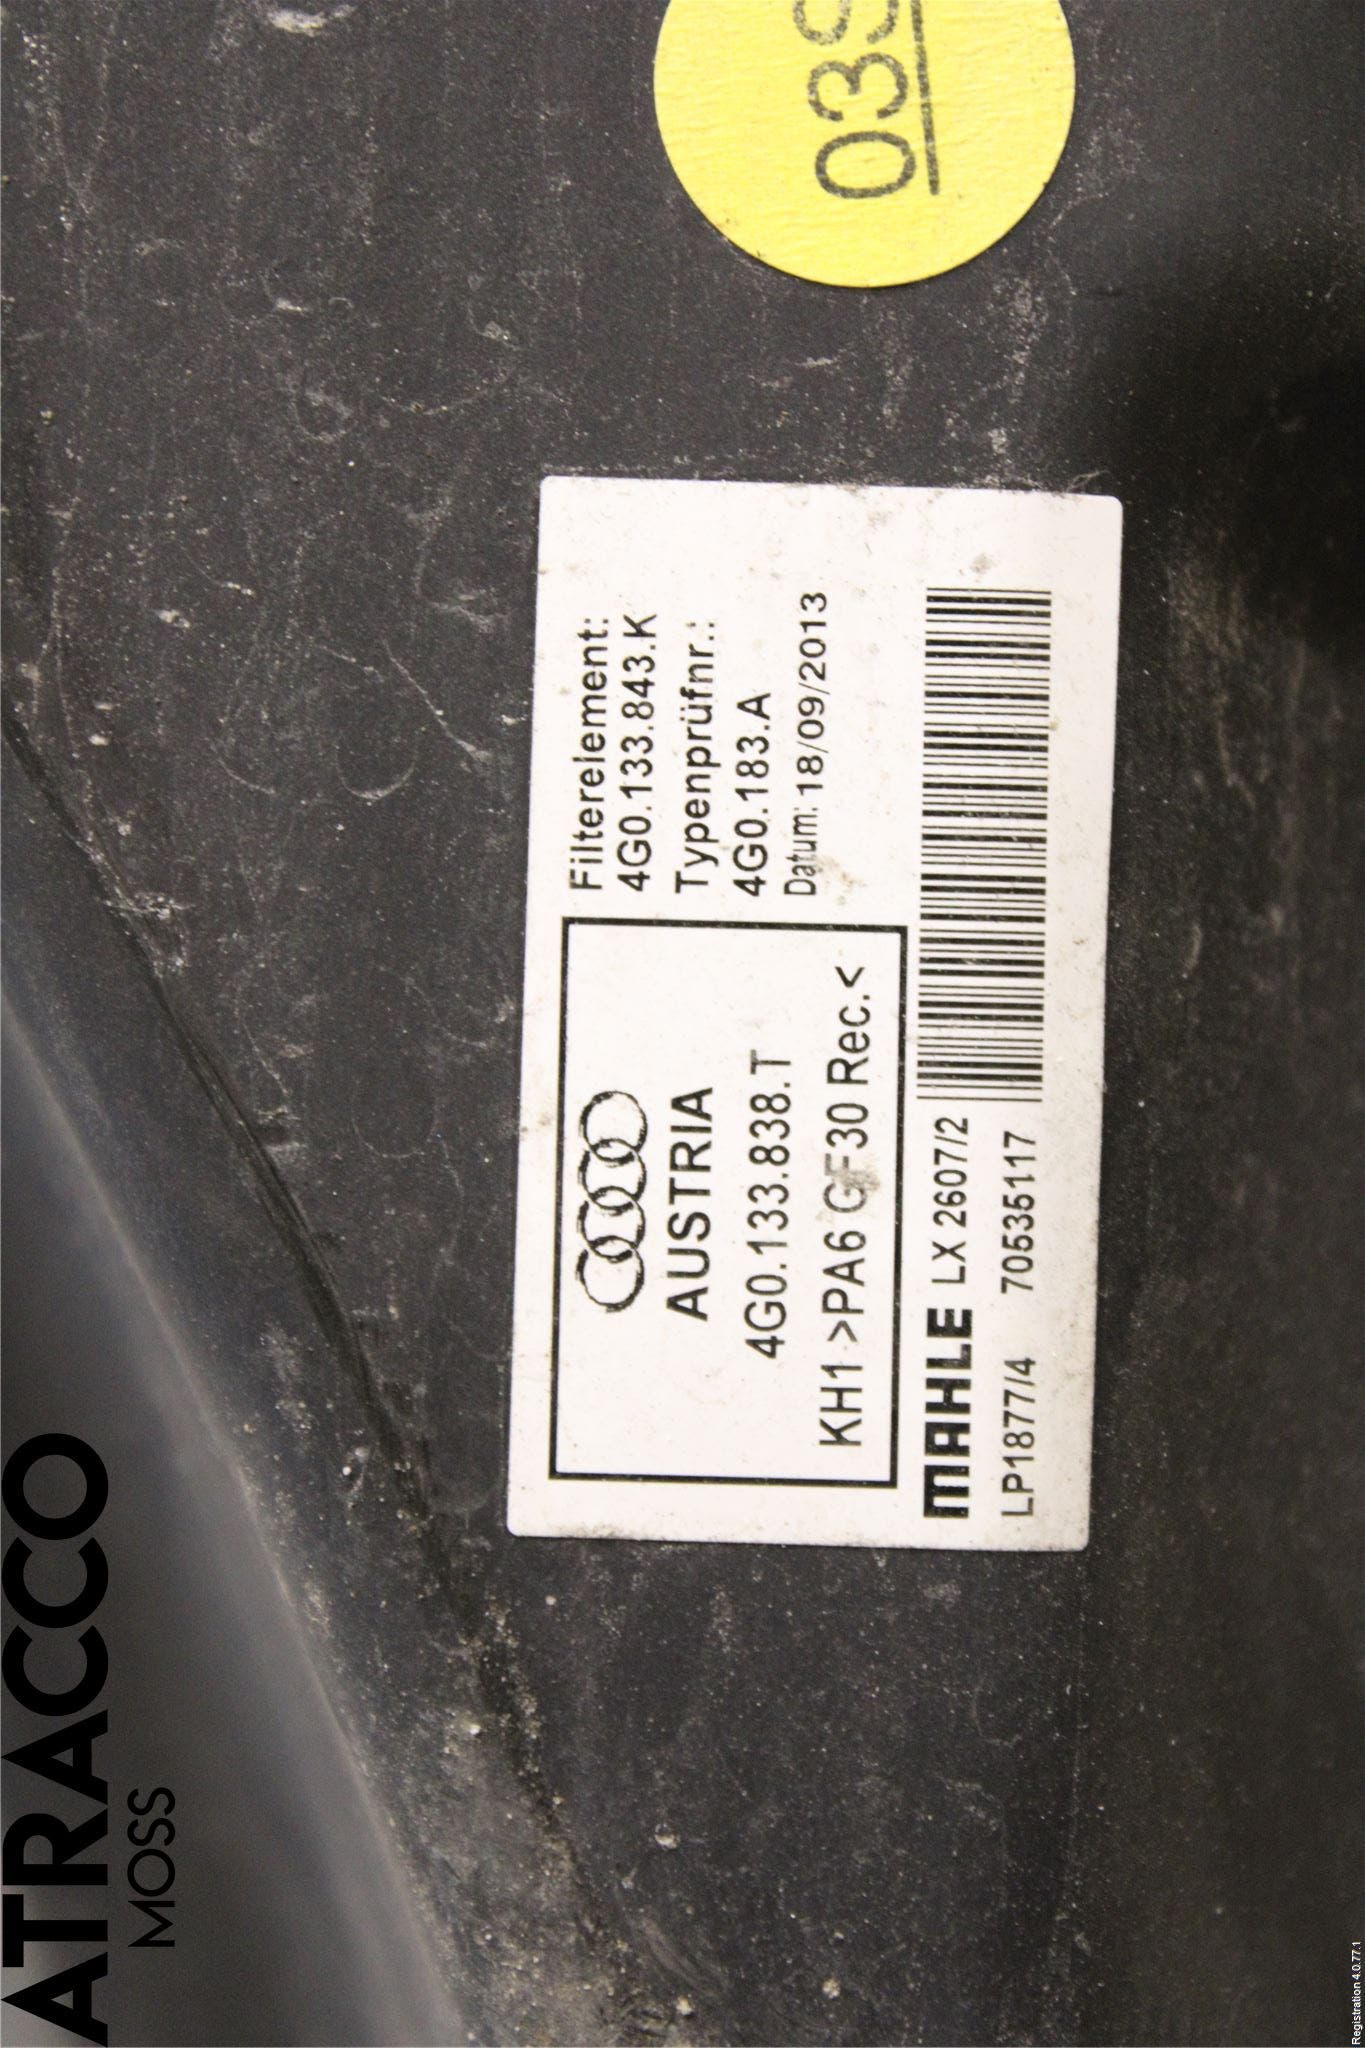 ATRACCO
MOSS
AUSTRIA
4G0.133.838.T
KH1 >PA6 GF30 Rec.<
Filterelement:
4G0.133.843.K
Typenprüfnr.:
4G0.183.A
Datum: 18/09/2013
MAHLE LX 2607/2
LP1877/4 70535117
Registration 4.0.77.1